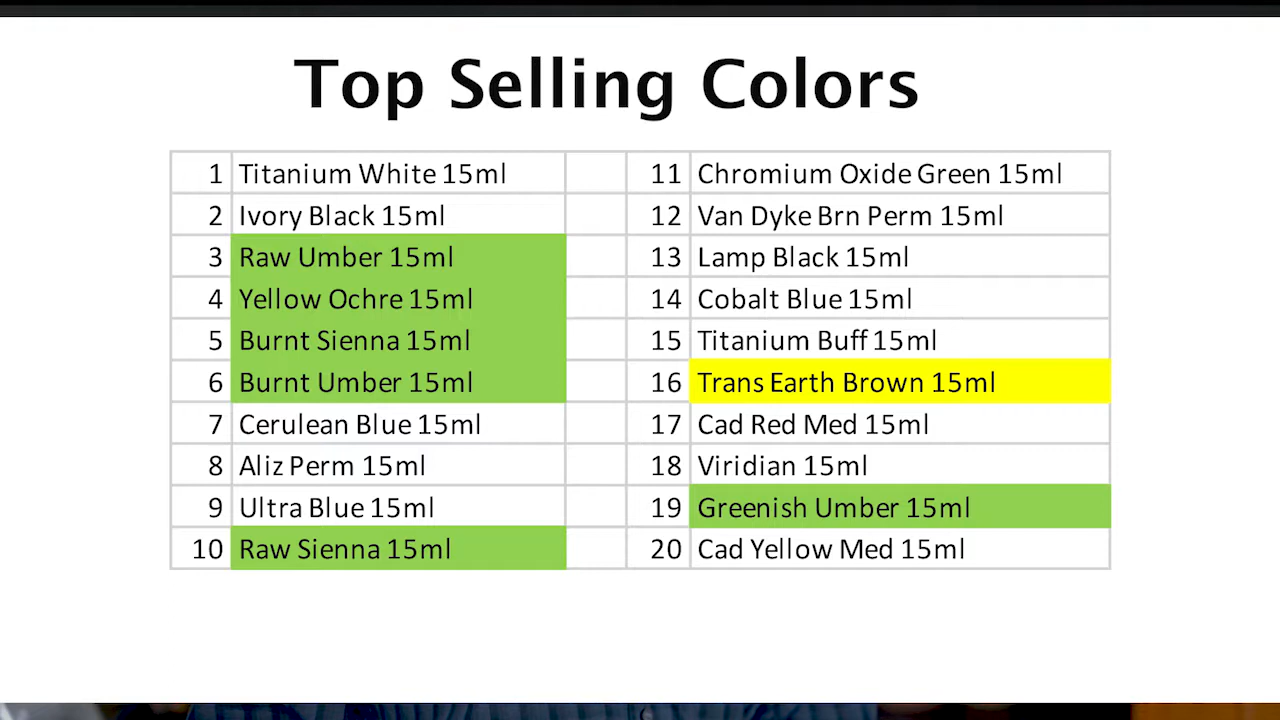 Top Selling Colors
1 Titanium White 15ml
2 Ivory Black 15ml
3 Raw Umber 15ml
4 Yellow Ochre 15ml
5 Burnt Sienna 15ml
6 Burnt Umber 15ml
7 Cerulean Blue 15ml
8 Aliz Perm 15ml
9 Ultra Blue 15ml
10 Raw Sienna 15ml
11 Chromium Oxide Green 15ml
12 Van Dyke Brn Perm 15ml
13 Lamp Black 15ml
14 Cobalt Blue 15ml
15 Titanium Buff 15ml
16 Trans Earth Brown 15ml
17 Cad Red Med 15ml
18 Viridian 15ml
19 Greenish Umber 15ml
20 Cad Yellow Med 15ml